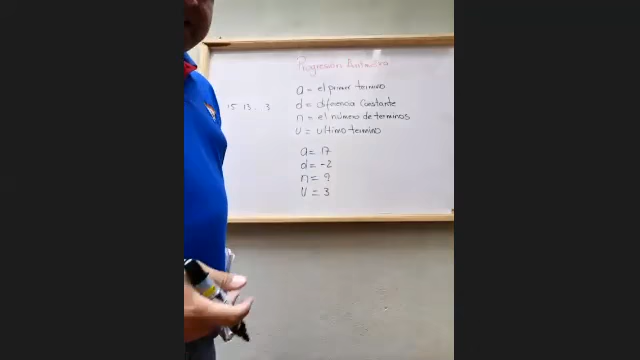 Progresión Aritmética
a = el primer termino
15 13 . 3
d = diferencia constante
n = el número de terminos
U = ultimo termino
a = 17
d = -2
n = ?
U = 3